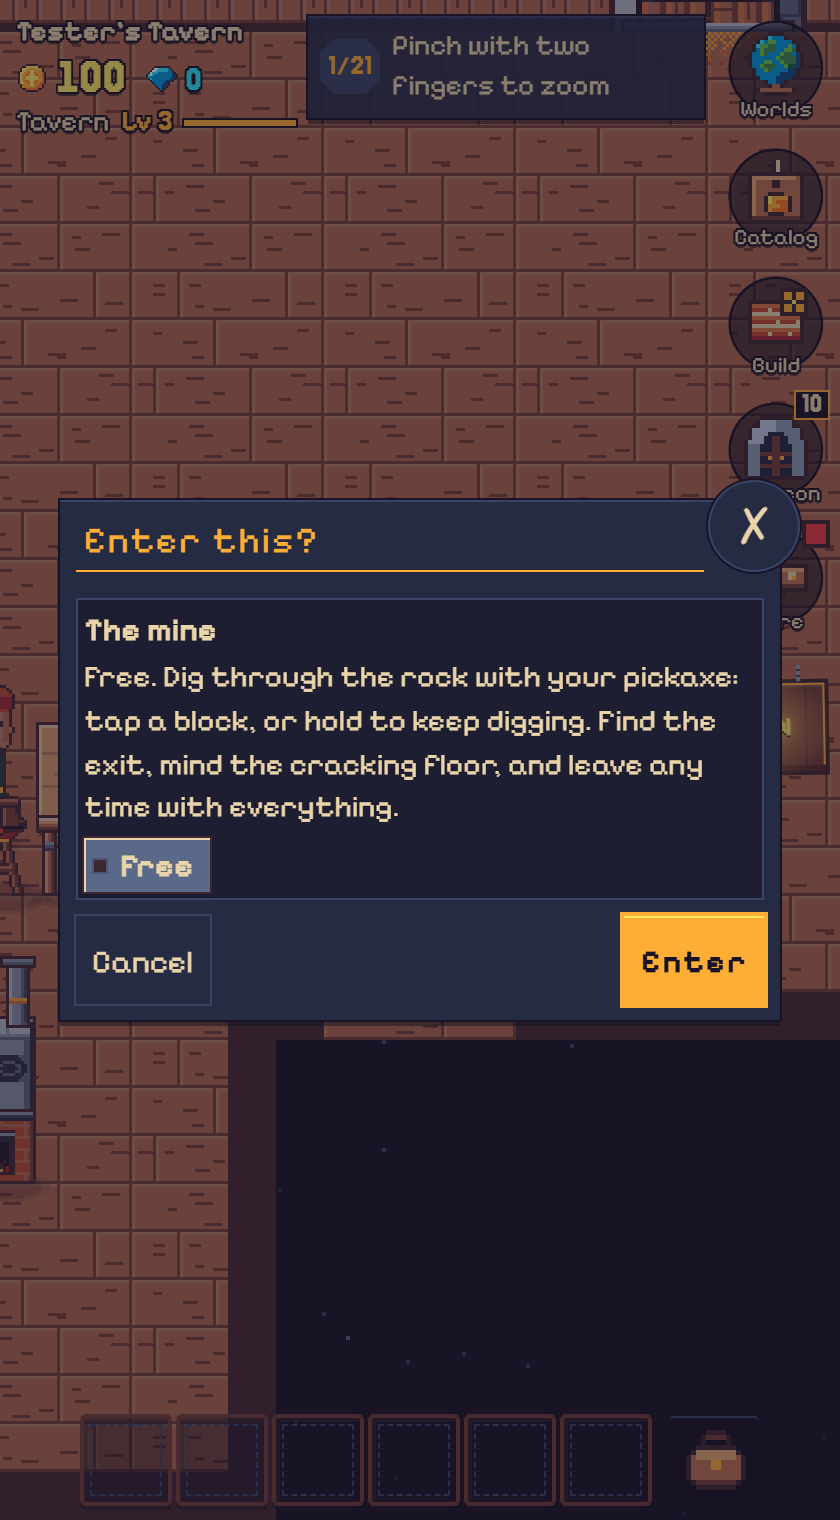 Tester's Tavern
100
0
Tavern Lv 3
1/21
Pinch with two
fingers to zoom
Worlds
Catalog
Build
10
Enter this?
X
The mine
Free. Dig through the rock with your pickaxe:
tap a block, or hold to keep digging. Find the
exit, mind the cracking floor, and leave any
time with everything.
Free
Cancel
Enter